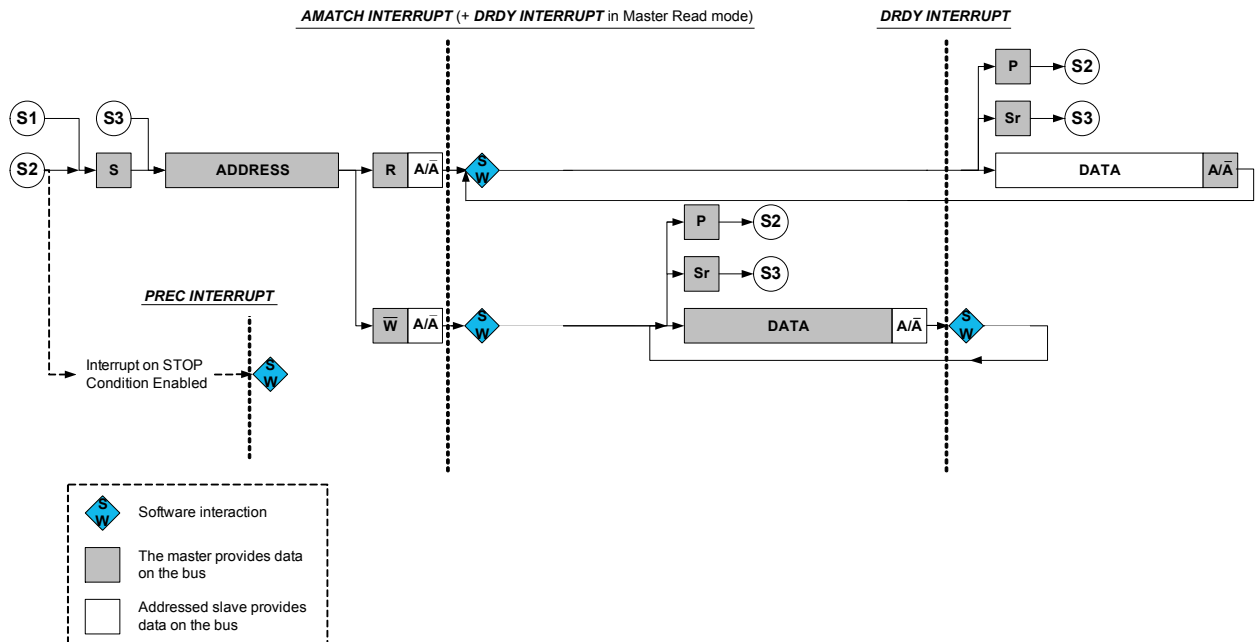 AMATCH INTERRUPT (+ DRDY INTERRUPT in Master Read mode)
DRDY INTERRUPT
P
S2
S1
S3
Sr
S3
S2
S
ADDRESS
R
A/A̅
S
W
DATA
A/A̅
P
S2
Sr
S3
PREC INTERRUPT
W̅
A/A̅
S
W
DATA
A/A̅
S
W
Interrupt on STOP
Condition Enabled
S
W
S
W
Software interaction
The master provides data
on the bus
Addressed slave provides
data on the bus